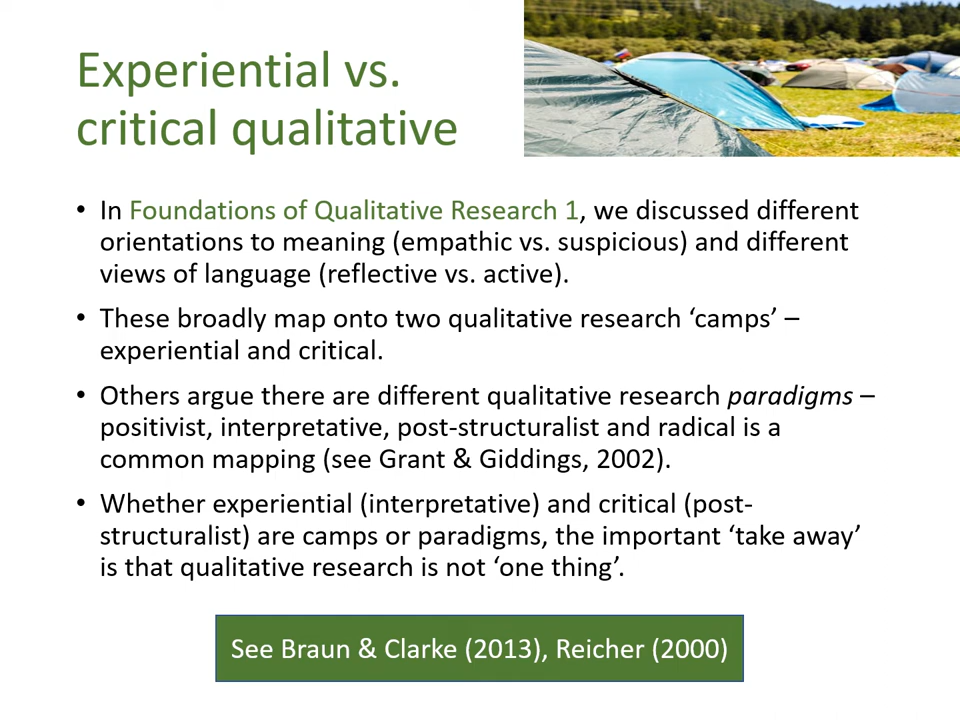 Experiential vs.
critical qualitative
• In Foundations of Qualitative Research 1, we discussed different
orientations to meaning (empathic vs. suspicious) and different
views of language (reflective vs. active).
• These broadly map onto two qualitative research ‘camps’ –
experiential and critical.
• Others argue there are different qualitative research paradigms –
positivist, interpretative, post-structuralist and radical is a
common mapping (see Grant & Giddings, 2002).
• Whether experiential (interpretative) and critical (post-
structuralist) are camps or paradigms, the important ‘take away’
is that qualitative research is not ‘one thing’.
See Braun & Clarke (2013), Reicher (2000)